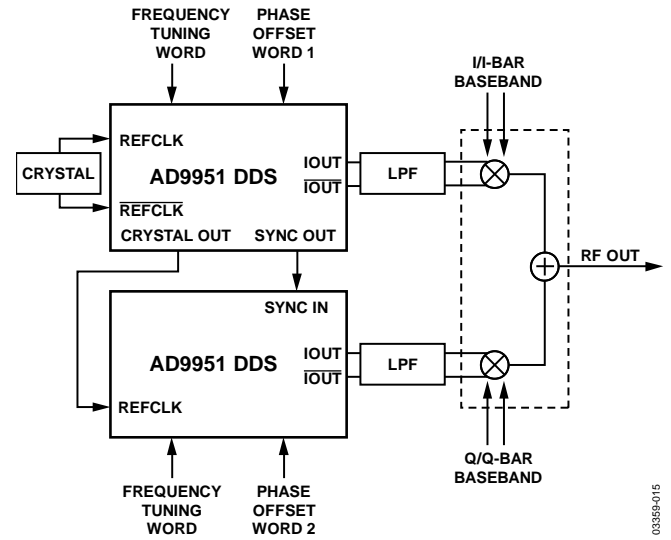 FREQUENCY
TUNING
WORD
PHASE
OFFSET
WORD 1
I/I-BAR
BASEBAND
CRYSTAL
REFCLK
REFCLK
AD9951 DDS
IOUT
IOUT
CRYSTAL OUT
SYNC OUT
LPF
RF OUT
SYNC IN
AD9951 DDS
IOUT
IOUT
REFCLK
LPF
FREQUENCY
TUNING
WORD
PHASE
OFFSET
WORD 2
Q/Q-BAR
BASEBAND
03359-015